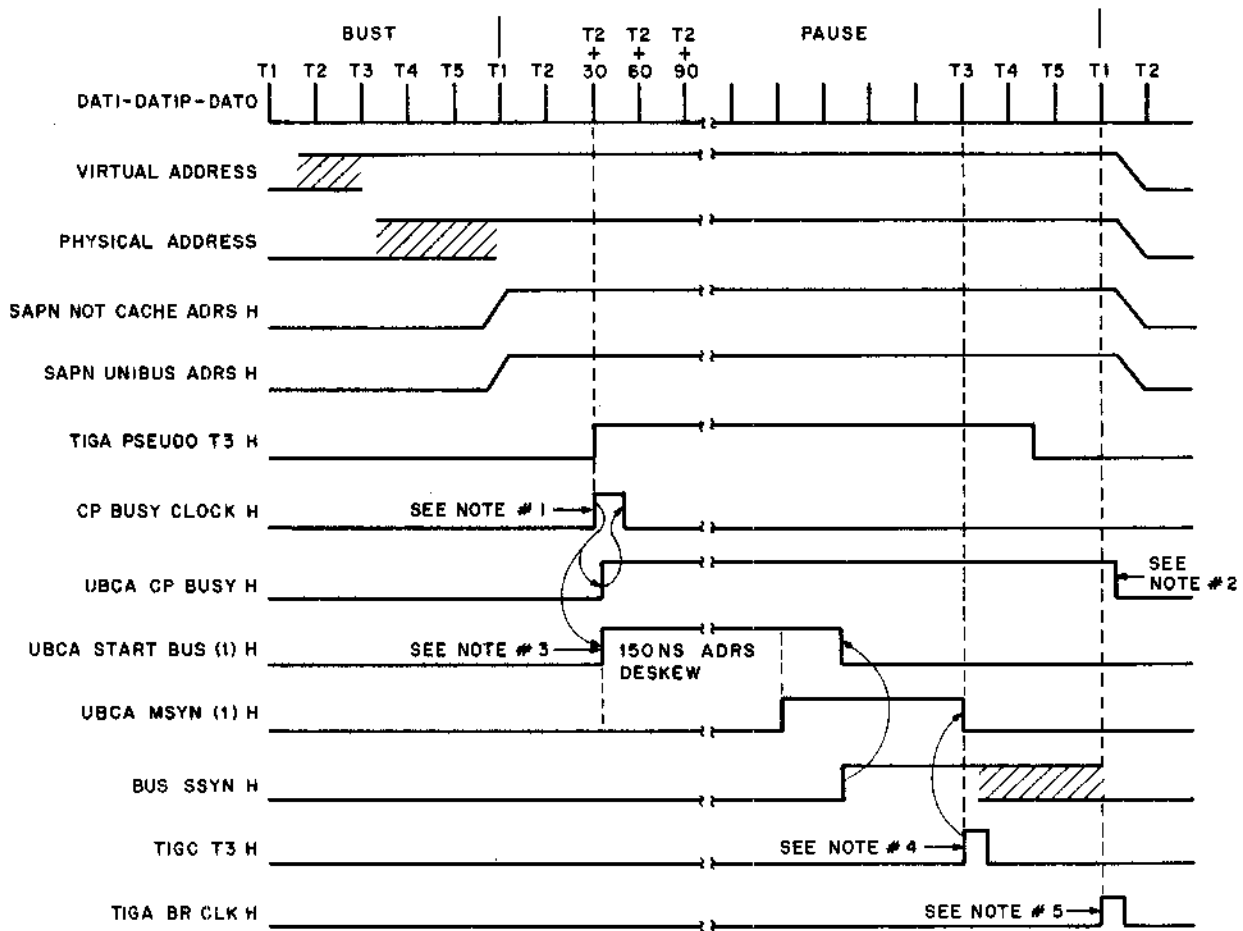 BUST
PAUSE
T2 + 30
T2 + 60
T2 + 90
T1 T2 T3 T4 T5 T1 T2
T3 T4 T5 T1 T2
DATI-DATIP-DATO
VIRTUAL ADDRESS
PHYSICAL ADDRESS
SAPN NOT CACHE ADRS H
SAPN UNIBUS ADRS H
TIGA PSEUDO T3 H
CP BUSY CLOCK H
SEE NOTE #1
UBCA CP BUSY H
SEE NOTE #2
UBCA START BUS (1) H
SEE NOTE #3
150NS ADRS
DESKEW
UBCA MSYN (1) H
BUS SSYN H
TIGC T3 H
SEE NOTE #4
TIGA BR CLK H
SEE NOTE #5